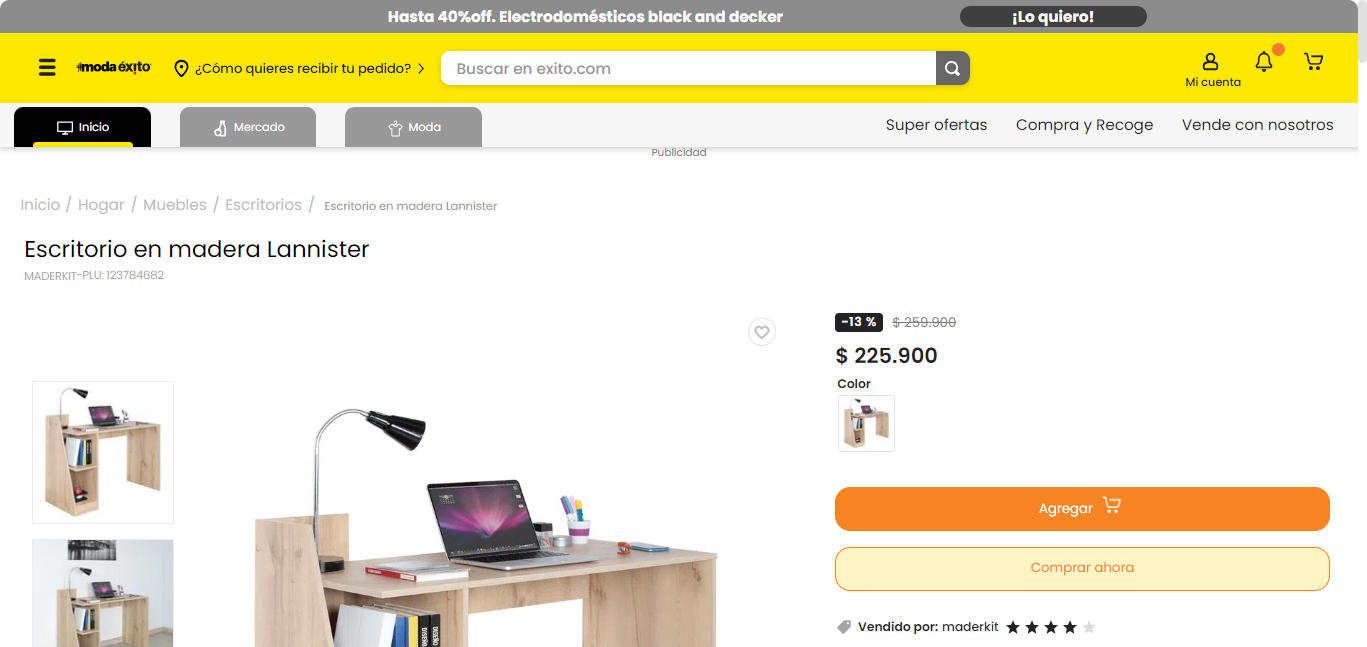 Hasta 40%off. Electrodomésticos black and decker
¡Lo quiero!
#moda éxito
¿Cómo quieres recibir tu pedido?
Buscar en exito.com
Mi cuenta
Inicio
Mercado
Moda
Super ofertas
Compra y Recoge
Vende con nosotros
Publicidad
Inicio / Hogar / Muebles / Escritorios / Escritorio en madera Lannister
Escritorio en madera Lannister
MADERKIT-PLU: 123784682
-13 % $ 259.900
$ 225.900
Color
Agregar
Comprar ahora
Vendido por: maderkit